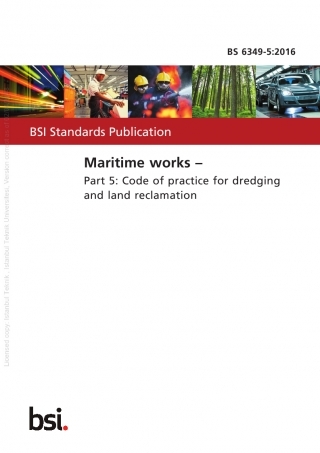 BS 6349-5:2016
BSI Standards Publication
Maritime works –
Part 5: Code of practice for dredging
and land reclamation
bsi.
Licensed copy: Istanbul Teknik, Istanbul Teknik Universitesi, Version correct as of